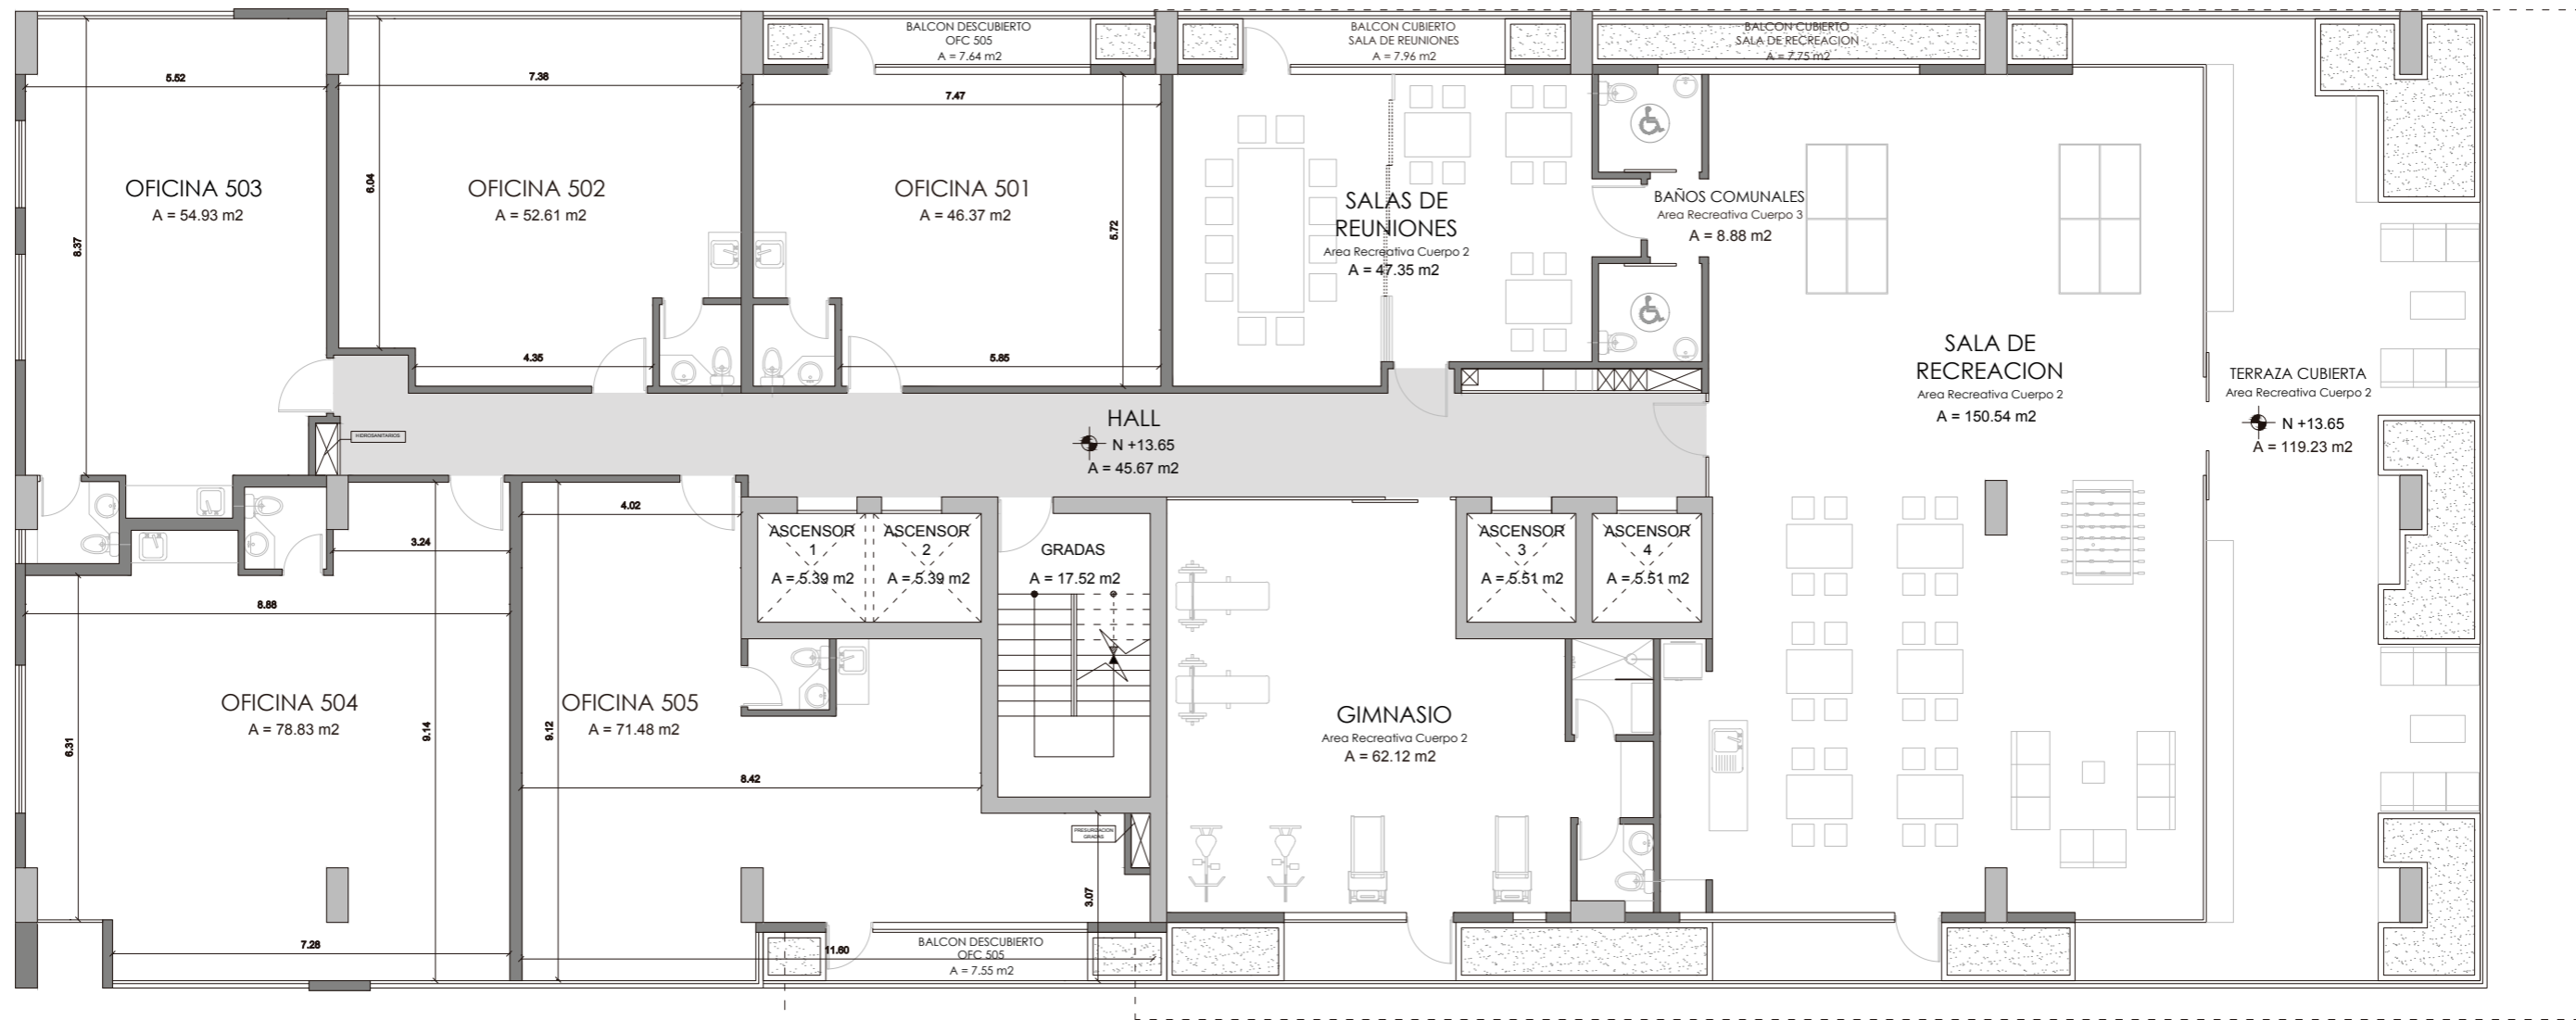 BALCON DESCUBIERTO
OFC 505
A = 7.64 m2
BALCON CUBIERTO
SALA DE REUNIONES
A = 7.96 m2
BALCON CUBIERTO
SALA DE RECREACION
A = 7.75 m2
5.52
7.38
7.47
OFICINA 503
A = 54.93 m2
8.37
OFICINA 502
A = 52.61 m2
6.04
4.35
OFICINA 501
A = 46.37 m2
5.72
5.85
SALAS DE
REUNIONES
Area Recreativa Cuerpo 2
A = 47.35 m2
BAÑOS COMUNALES
Area Recreativa Cuerpo 3
A = 8.88 m2
SALA DE
RECREACION
Area Recreativa Cuerpo 2
A = 150.54 m2
TERRAZA CUBIERTA
Area Recreativa Cuerpo 2
N +13.65
A = 119.23 m2
HIDROSANITARIOS
HALL
N +13.65
A = 45.67 m2
4.02
3.24
ASCENSOR
1
A = 5.39 m2
ASCENSOR
2
A = 5.39 m2
GRADAS
A = 17.52 m2
ASCENSOR
3
A = 5.51 m2
ASCENSOR
4
A = 5.51 m2
8.88
OFICINA 504
A = 78.83 m2
6.31
9.14
7.28
OFICINA 505
A = 71.48 m2
9.12
8.42
PRESURIZACION
GRADAS
3.07
11.60
GIMNASIO
Area Recreativa Cuerpo 2
A = 62.12 m2
BALCON DESCUBIERTO
OFC 505
A = 7.55 m2